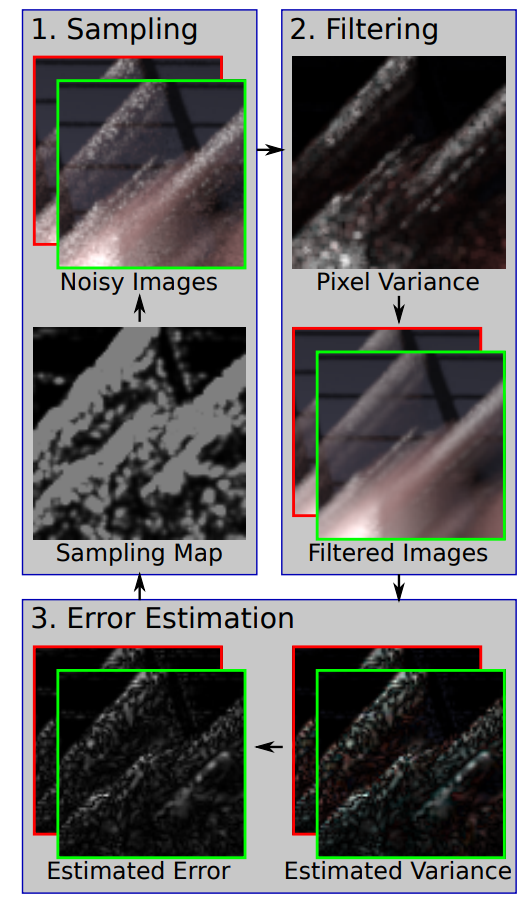 1. Sampling
Noisy Images
Sampling Map
2. Filtering
Pixel Variance
Filtered Images
3. Error Estimation
Estimated Error
Estimated Variance